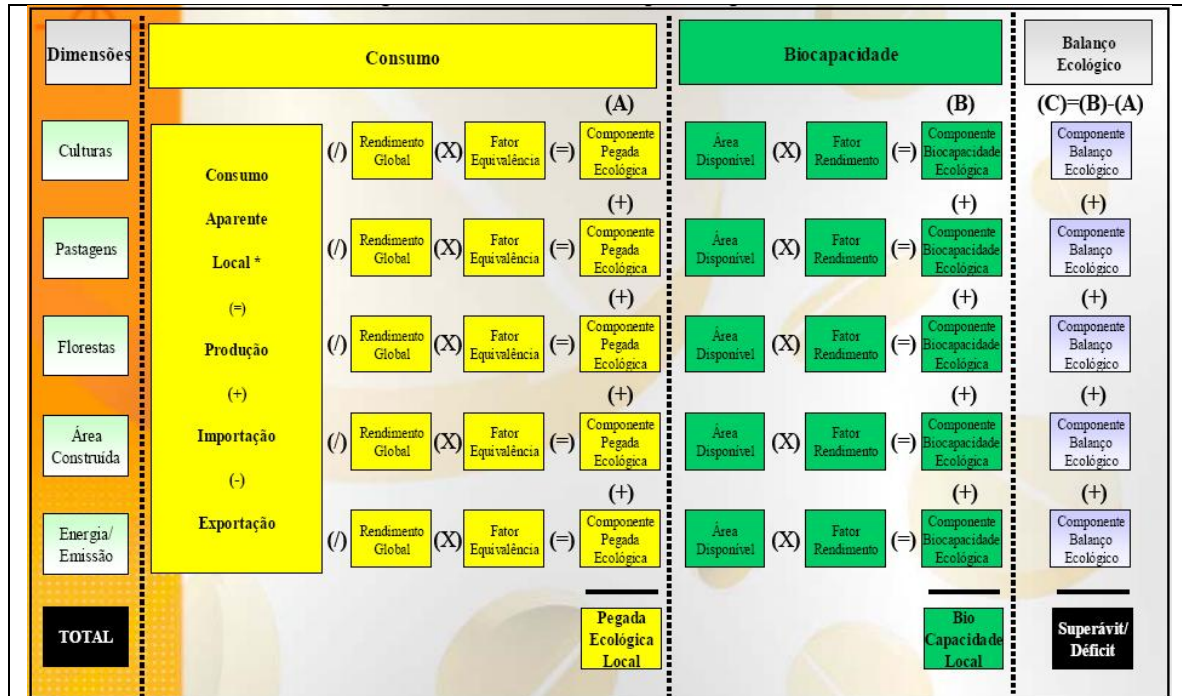 Dimensões
Consumo
Biocapacidade
Balanço
Ecológico
(A)
(B)
(C)=(B)-(A)
Culturas
Pastagens
Florestas
Área
Construída
Energia/
Emissão
TOTAL
Consumo
Aparente
Local *
(=)
Produção
(+)
Importação
(-)
Exportação
(/)
Rendimento
Global
(X)
Fator
Equivalência
(=)
Componente
Pegada
Ecológica
Área
Disponível
(X)
Fator
Rendimento
(=)
Componente
Biocapacidade
Ecológica
Componente
Balanço
Ecológico
(+)
(+)
(+)
(/)
Rendimento
Global
(X)
Fator
Equivalência
(=)
Componente
Pegada
Ecológica
Área
Disponível
(X)
Fator
Rendimento
(=)
Componente
Biocapacidade
Ecológica
Componente
Balanço
Ecológico
(+)
(+)
(+)
(/)
Rendimento
Global
(X)
Fator
Equivalência
(=)
Componente
Pegada
Ecológica
Área
Disponível
(X)
Fator
Rendimento
(=)
Componente
Biocapacidade
Ecológica
Componente
Balanço
Ecológico
(+)
(+)
(+)
(/)
Rendimento
Global
(X)
Fator
Equivalência
(=)
Componente
Pegada
Ecológica
Área
Disponível
(X)
Fator
Rendimento
(=)
Componente
Biocapacidade
Ecológica
Componente
Balanço
Ecológico
(+)
(+)
(+)
(/)
Rendimento
Global
(X)
Fator
Equivalência
(=)
Componente
Pegada
Ecológica
Área
Disponível
(X)
Fator
Rendimento
(=)
Componente
Biocapacidade
Ecológica
Componente
Balanço
Ecológico
Pegada
Ecológica
Local
Bio
Capacidade
Local
Superávit/
Déficit